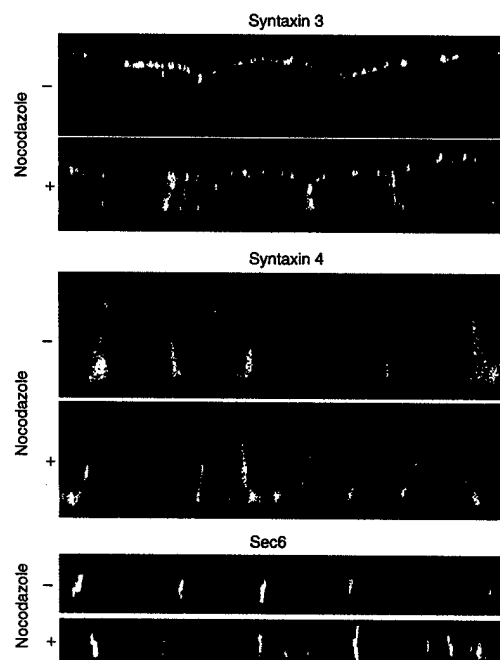 Syntaxin 3
Nocodazole
−
+
Syntaxin 4
Nocodazole
−
+
Sec6
Nocodazole
−
+